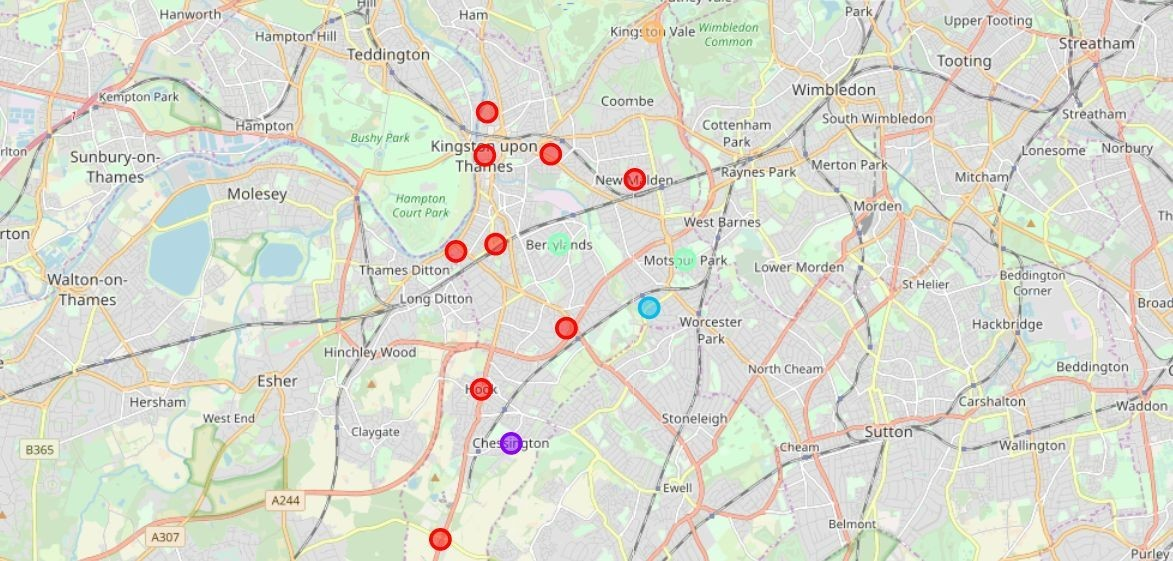 Hill
Putney Vale
Hanworth
Ham
Park
Upper Tooting
Hampton Hill
Kingston Vale
Wimbledon
Common
Streatham
Teddington
Tooting
Kempton Park
Wimbledon
Coombe
Streatham
Hampton
Bushy Park
South Wimbledon
Cottenham
Park
Kingston upon
Thames
Sunbury-on-
Thames
Lonesome
Norbury
Merton Park
Raynes Park
Mitcham
New Malden
Molesey
Hampton
Court Park
Morden
West Barnes
Berrylands
Motspur Park
Thames Ditton
Lower Morden
Walton-on-
Thames
St Helier
Beddington
Corner
Long Ditton
Worcester
Park
Hackbridge
Hinchley Wood
Beddington
North Cheam
Esher
Hook
Hersham
Carshalton
Waddon
West End
Stoneleigh
Claygate
Sutton
Chessington
Cheam
Wallington
B365
Ewell
A244
Belmont
A307
Purley